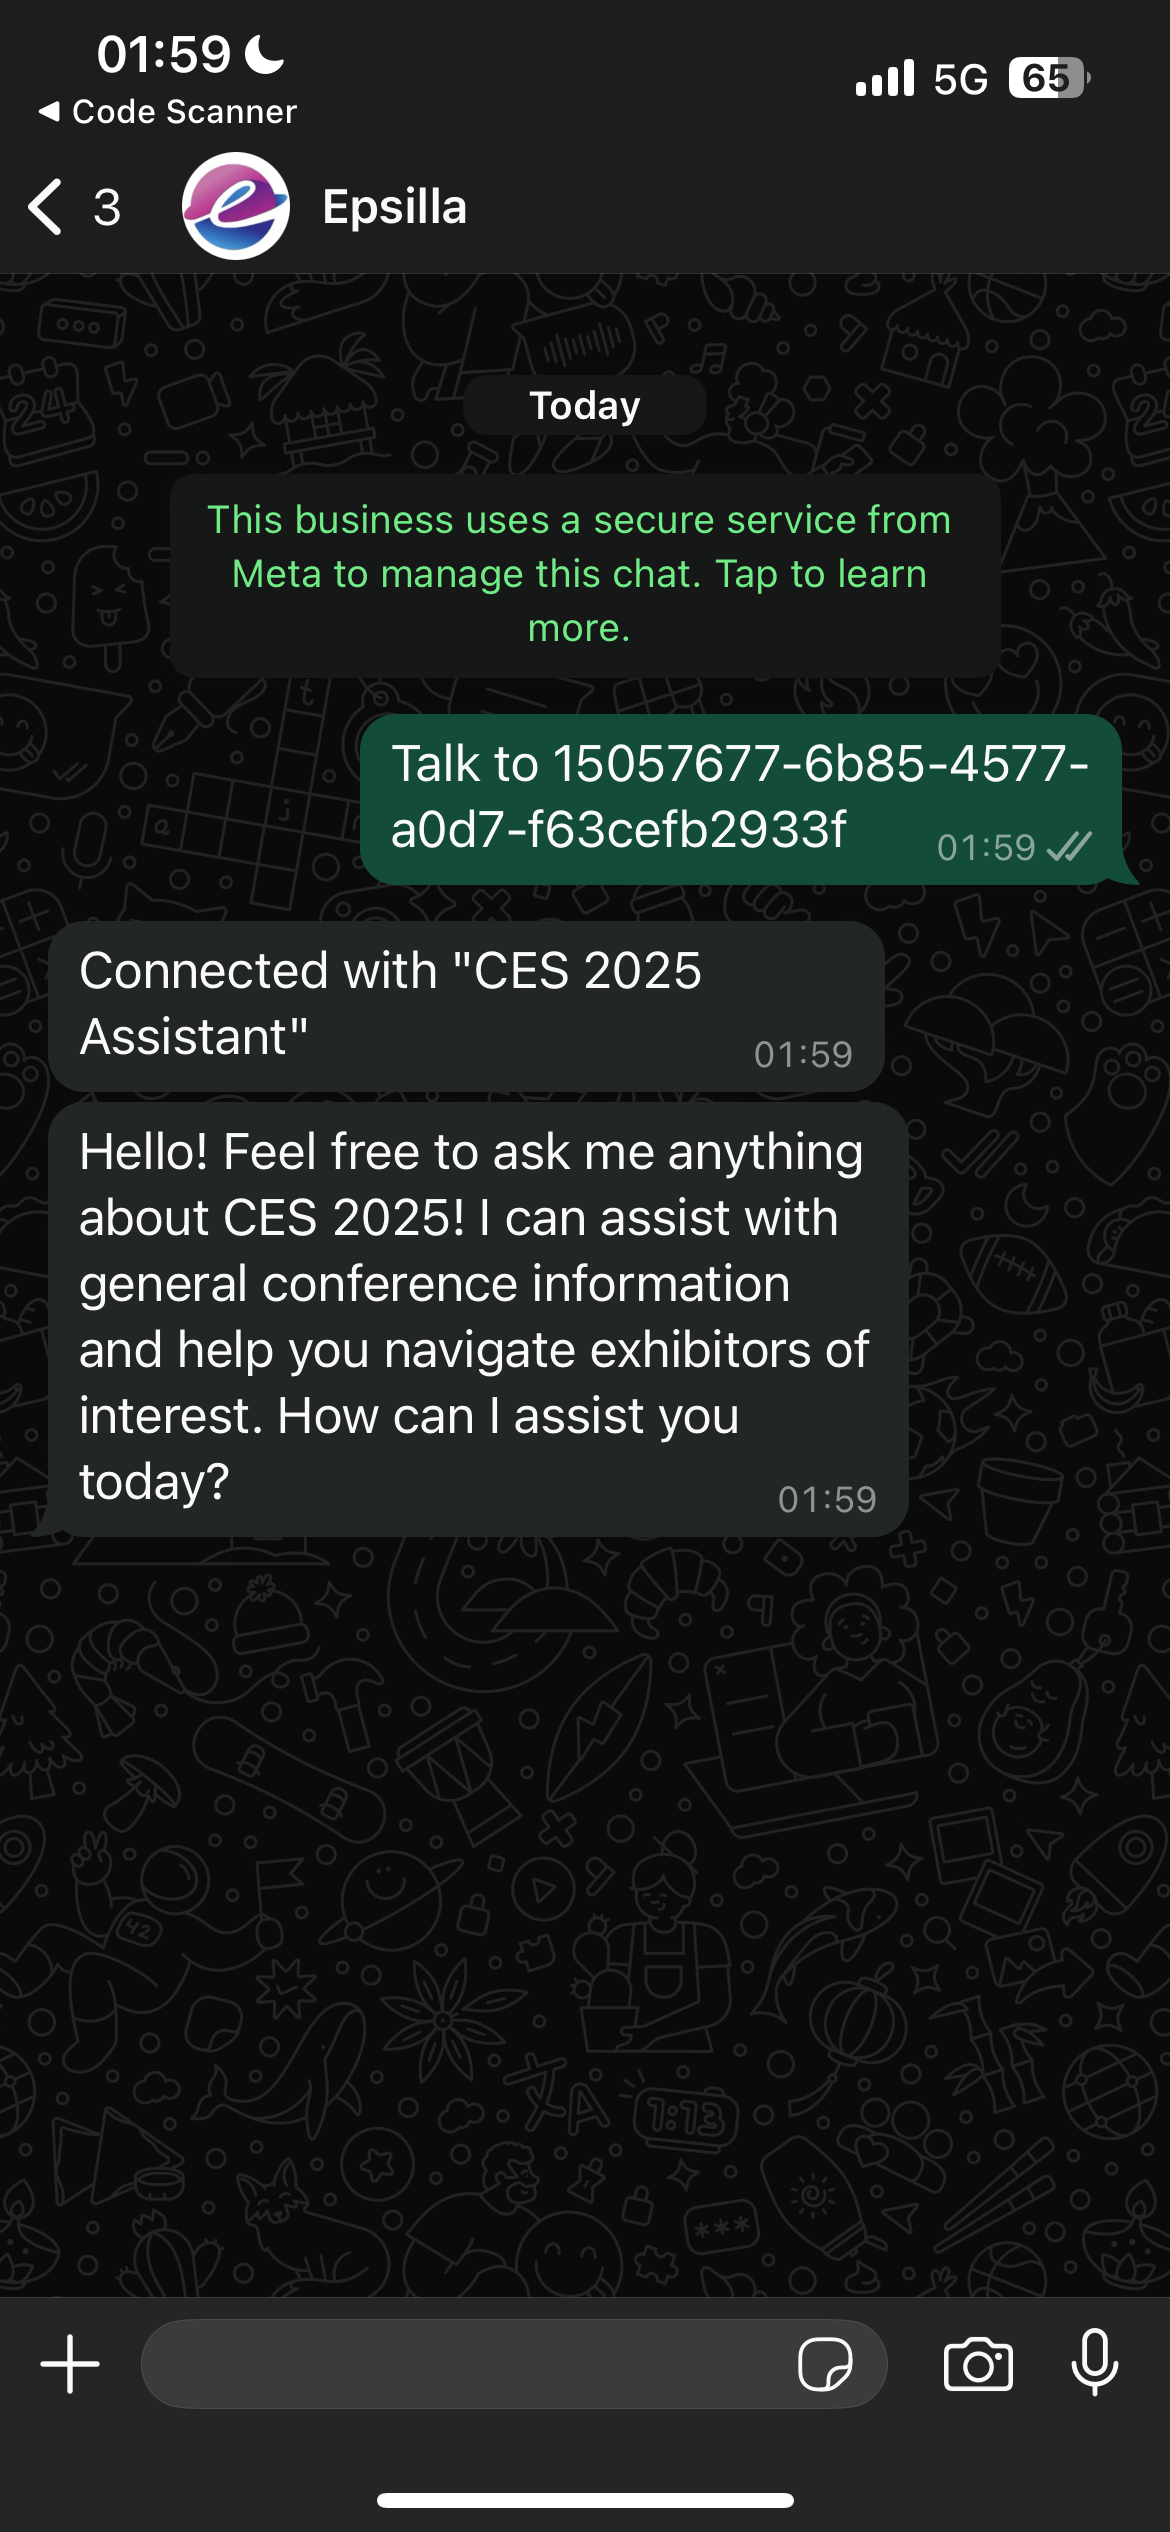 01:59
5G 65
Code Scanner
3 Epsilla
Today
This business uses a secure service from
Meta to manage this chat. Tap to learn
more.
Talk to 15057677-6b85-4577-
a0d7-f63cefb2933f
01:59
Connected with "CES 2025
Assistant"
01:59
Hello! Feel free to ask me anything
about CES 2025! I can assist with
general conference information
and help you navigate exhibitors of
interest. How can I assist you
today?
01:59